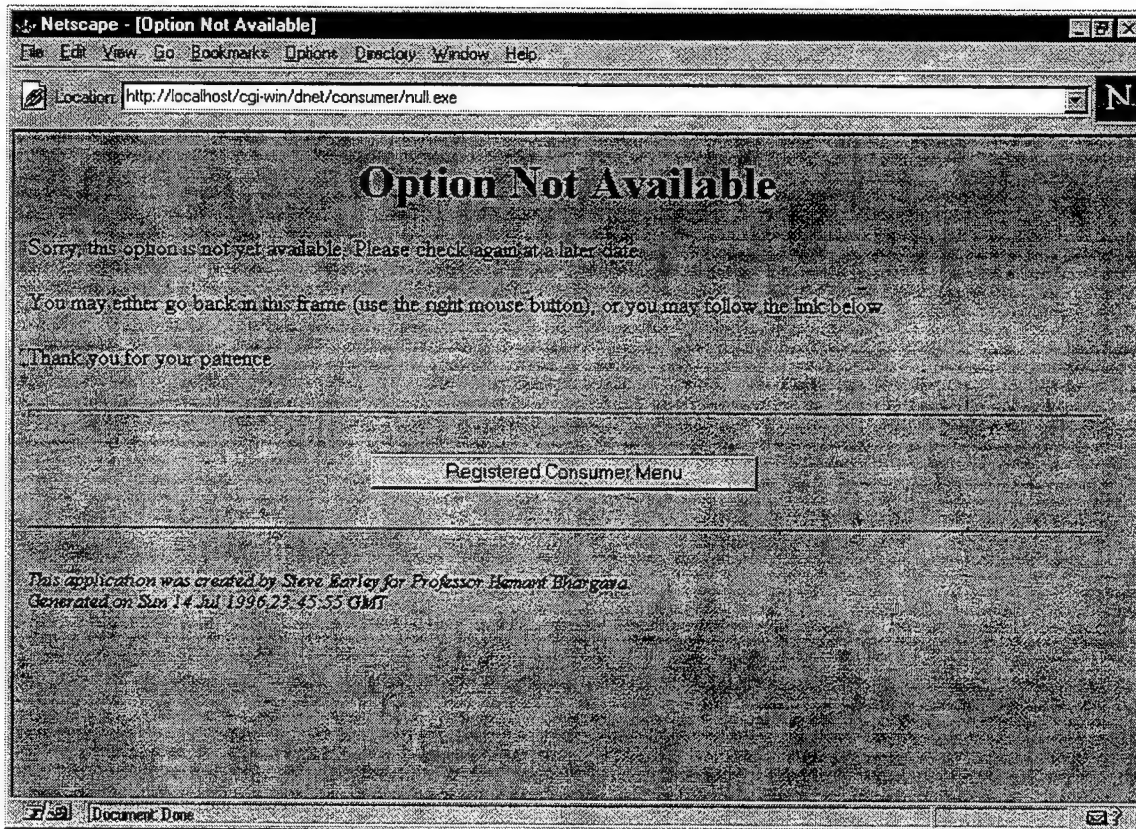 Netscape - [Option Not Available]
File Edit View Go Bookmarks Options Directory Window Help
Location: http://localhost/cgi-win/dnet/consumer/null.exe
N
Option Not Available
Sorry, this option is not yet available. Please check again at a later date.
You may either go back in this frame (use the right mouse button), or you may follow the link below.
Thank you for your patience
Registered Consumer Menu
This application was created by Steve Earley for Professor Hemant Bhargava.
Generated on Sun 14 Jul 1996 23:45:55 GMT
Document: Done
?